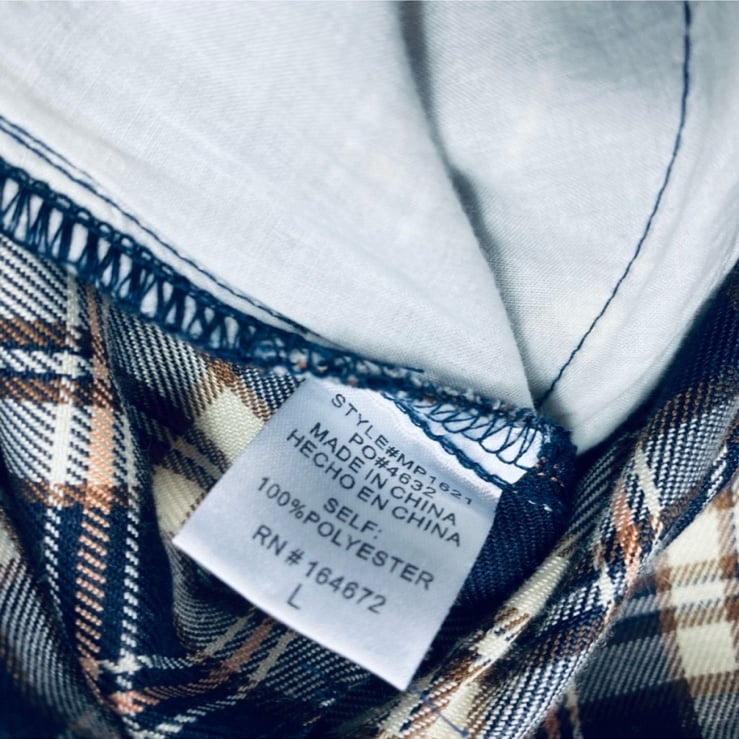 STYLE#MP1621
PO#4632
MADE IN CHINA
HECHO EN CHINA
SELF:
100%POLYESTER
RN#164672
L